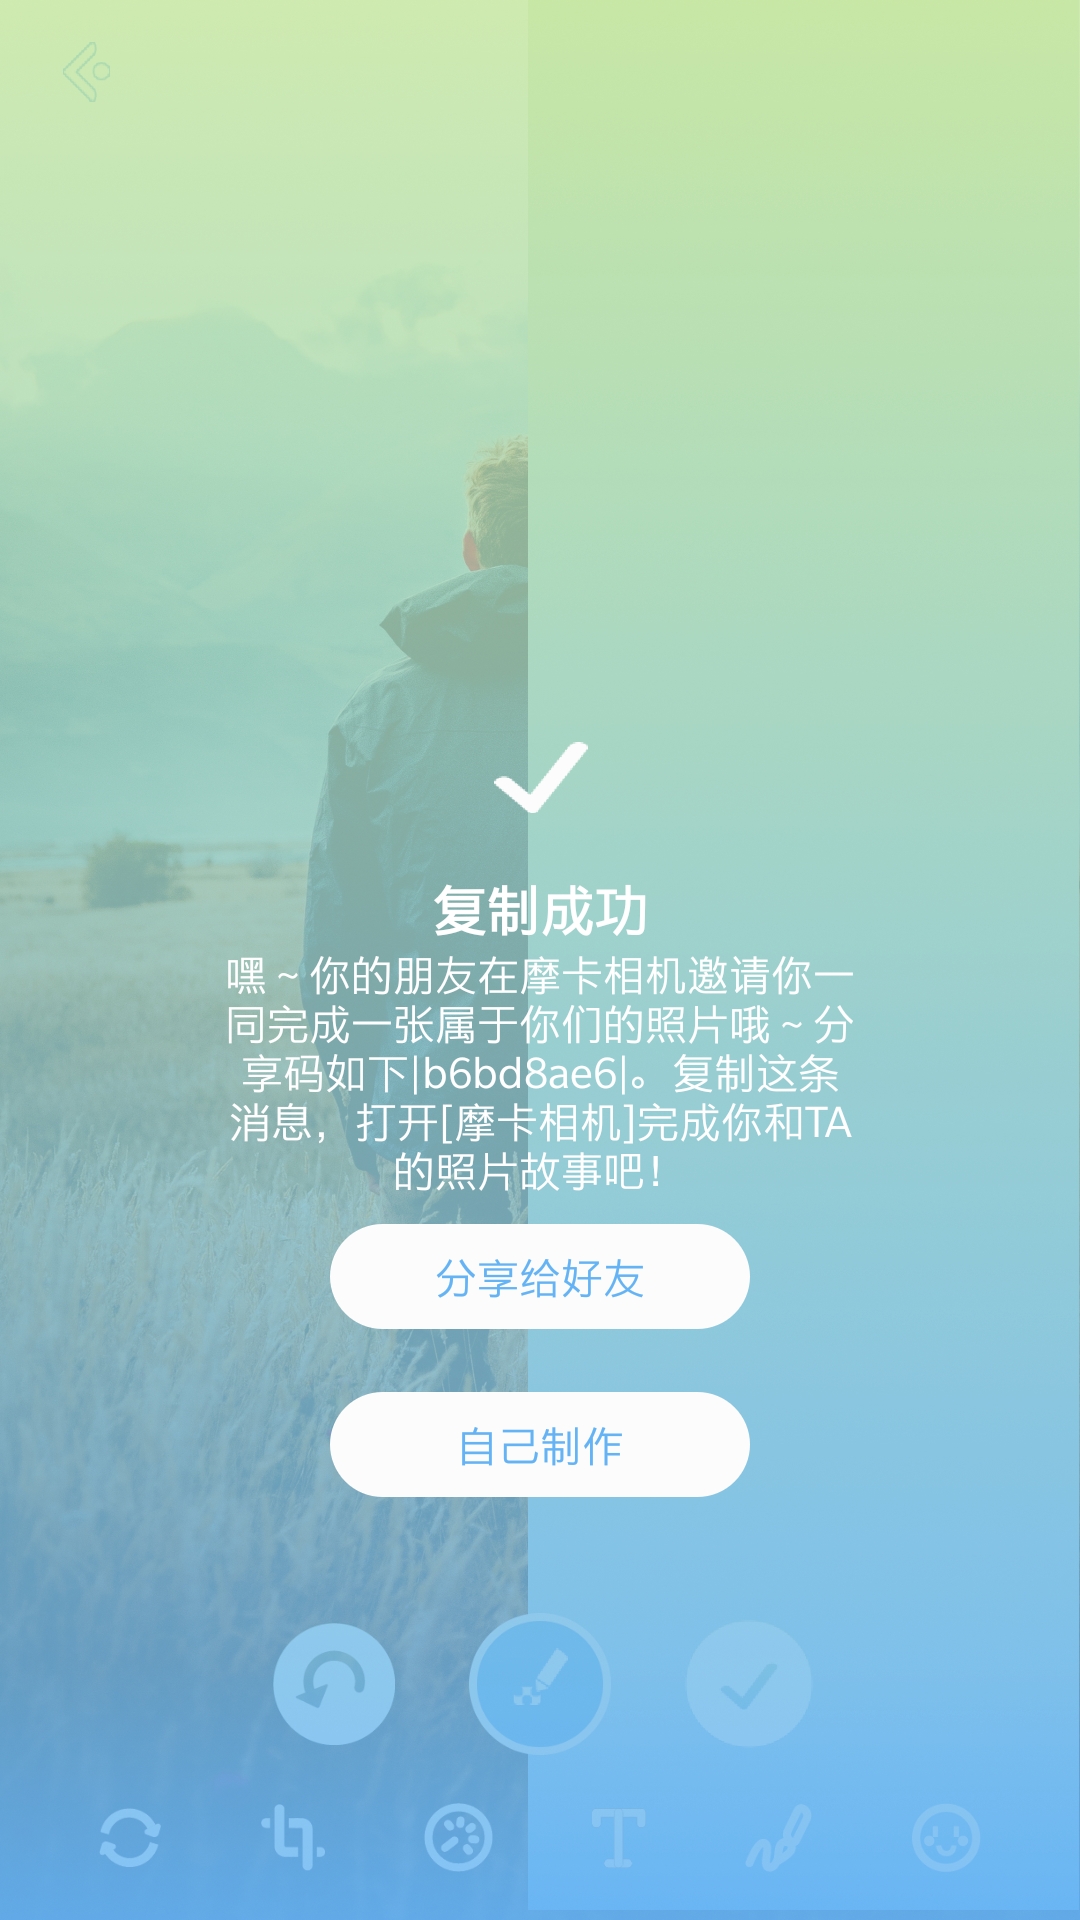 复制成功
嘿～你的朋友在摩卡相机邀请你一
同完成一张属于你们的照片哦～分
享码如下|b6bd8ae6|。复制这条
消息，打开[摩卡相机]完成你和TA
的照片故事吧！
分享给好友
自己制作